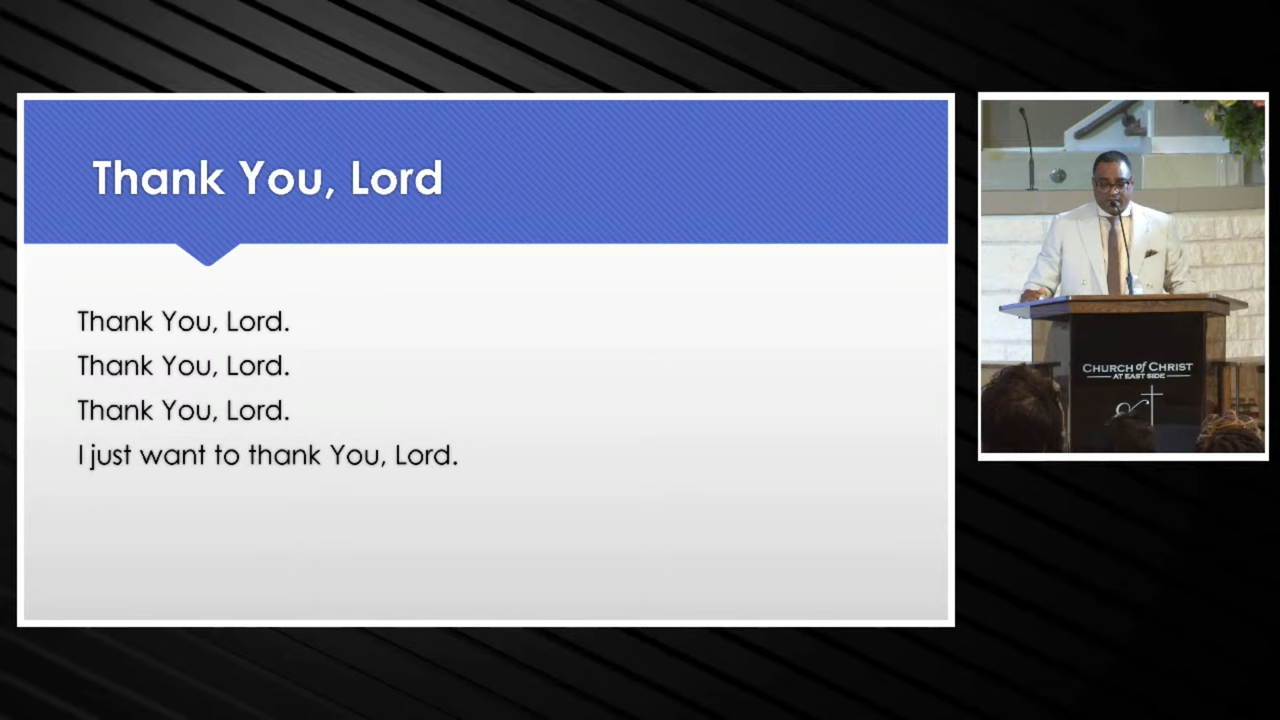 Thank You, Lord
Thank You, Lord.
Thank You, Lord.
Thank You, Lord.
I just want to thank You, Lord.
CHURCH of CHRIST
AT EAST SIDE